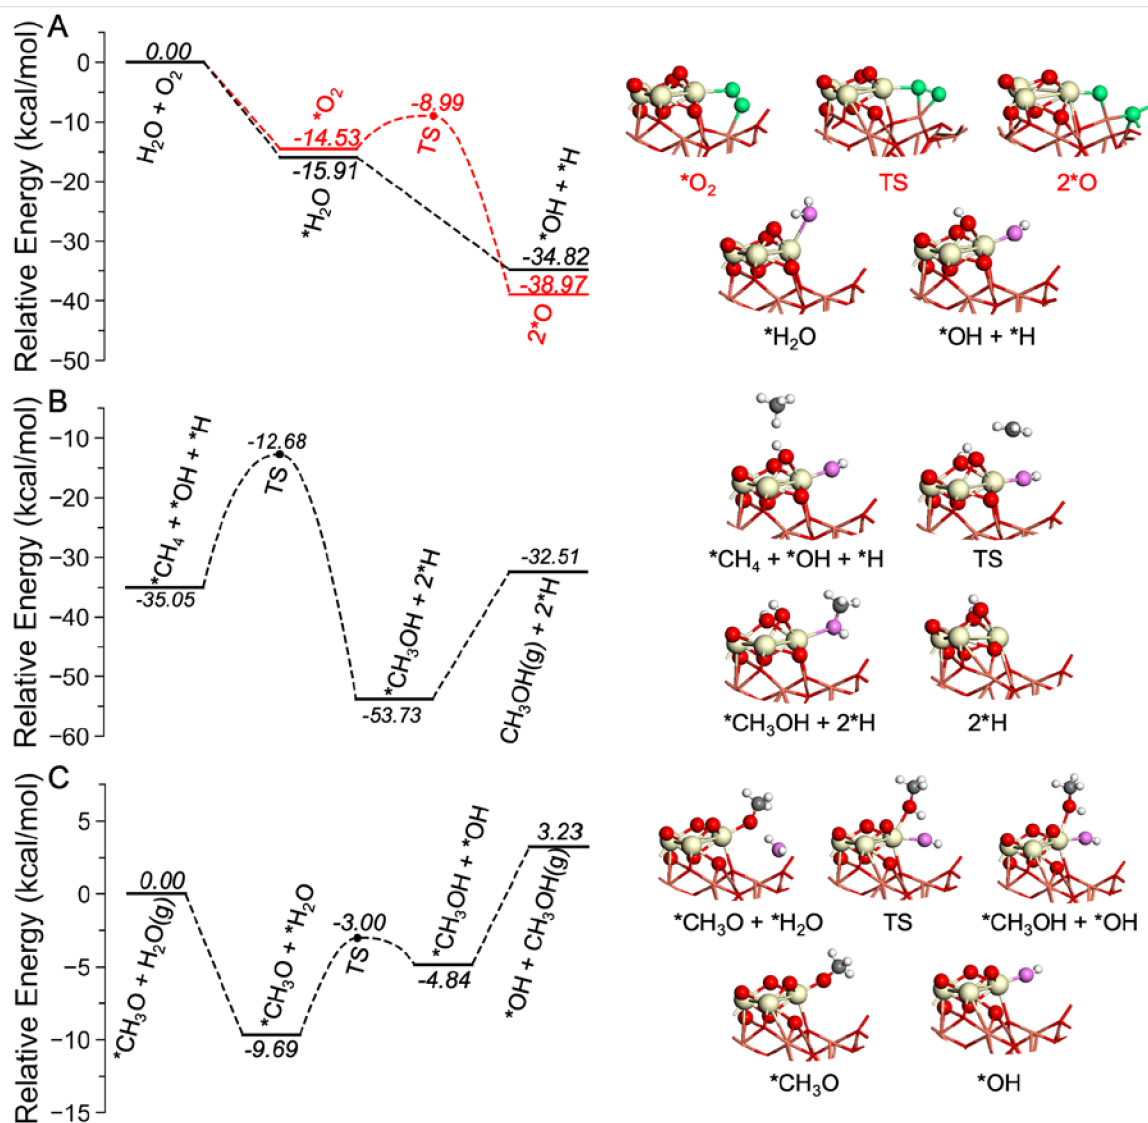 A
Relative Energy (kcal/mol)
0
−10
−20
−30
−40
−50
0.00
H₂O + O₂
*O₂
-14.53
-15.91
*H₂O
-8.99
TS
*OH + *H
-34.82
-38.97
2*O
*O₂
TS
2*O
*H₂O
*OH + *H
B
Relative Energy (kcal/mol)
−10
−20
−30
−40
−50
−60
*CH₄ + *OH + *H
-35.05
-12.68
TS
*CH₃OH + 2*H
-53.73
-32.51
CH₃OH(g) + 2*H
*CH₄ + *OH + *H
TS
*CH₃OH + 2*H
2*H
C
Relative Energy (kcal/mol)
5
0
−5
−10
−15
0.00
*CH₃O + H₂O(g)
*CH₃O + *H₂O
-9.69
-3.00
TS
*CH₃OH + *OH
-4.84
3.23
*OH + CH₃OH(g)
*CH₃O + *H₂O
TS
*CH₃OH + *OH
*CH₃O
*OH